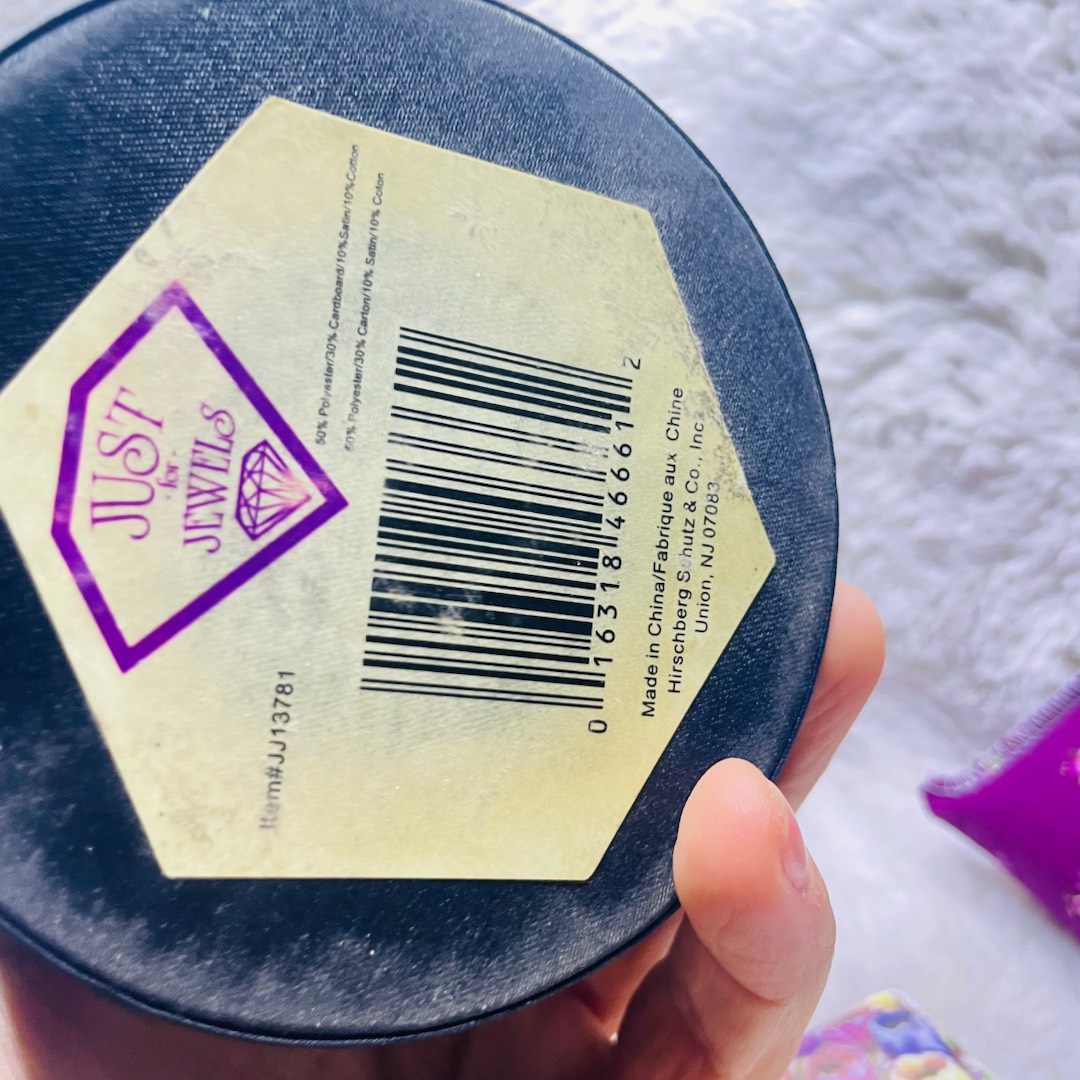 JUST
- for -
JEWELS
50% Polyester/30% Cardboard/10%Satin/10%Cotton
50% Polyester/30% Carton/10% Satin/10% Coton
Item#JJ13781
0 16318 46661 2
Made in China/Fabrique aux Chine
Hirschberg Schutz & Co., Inc.
Union, NJ 07083